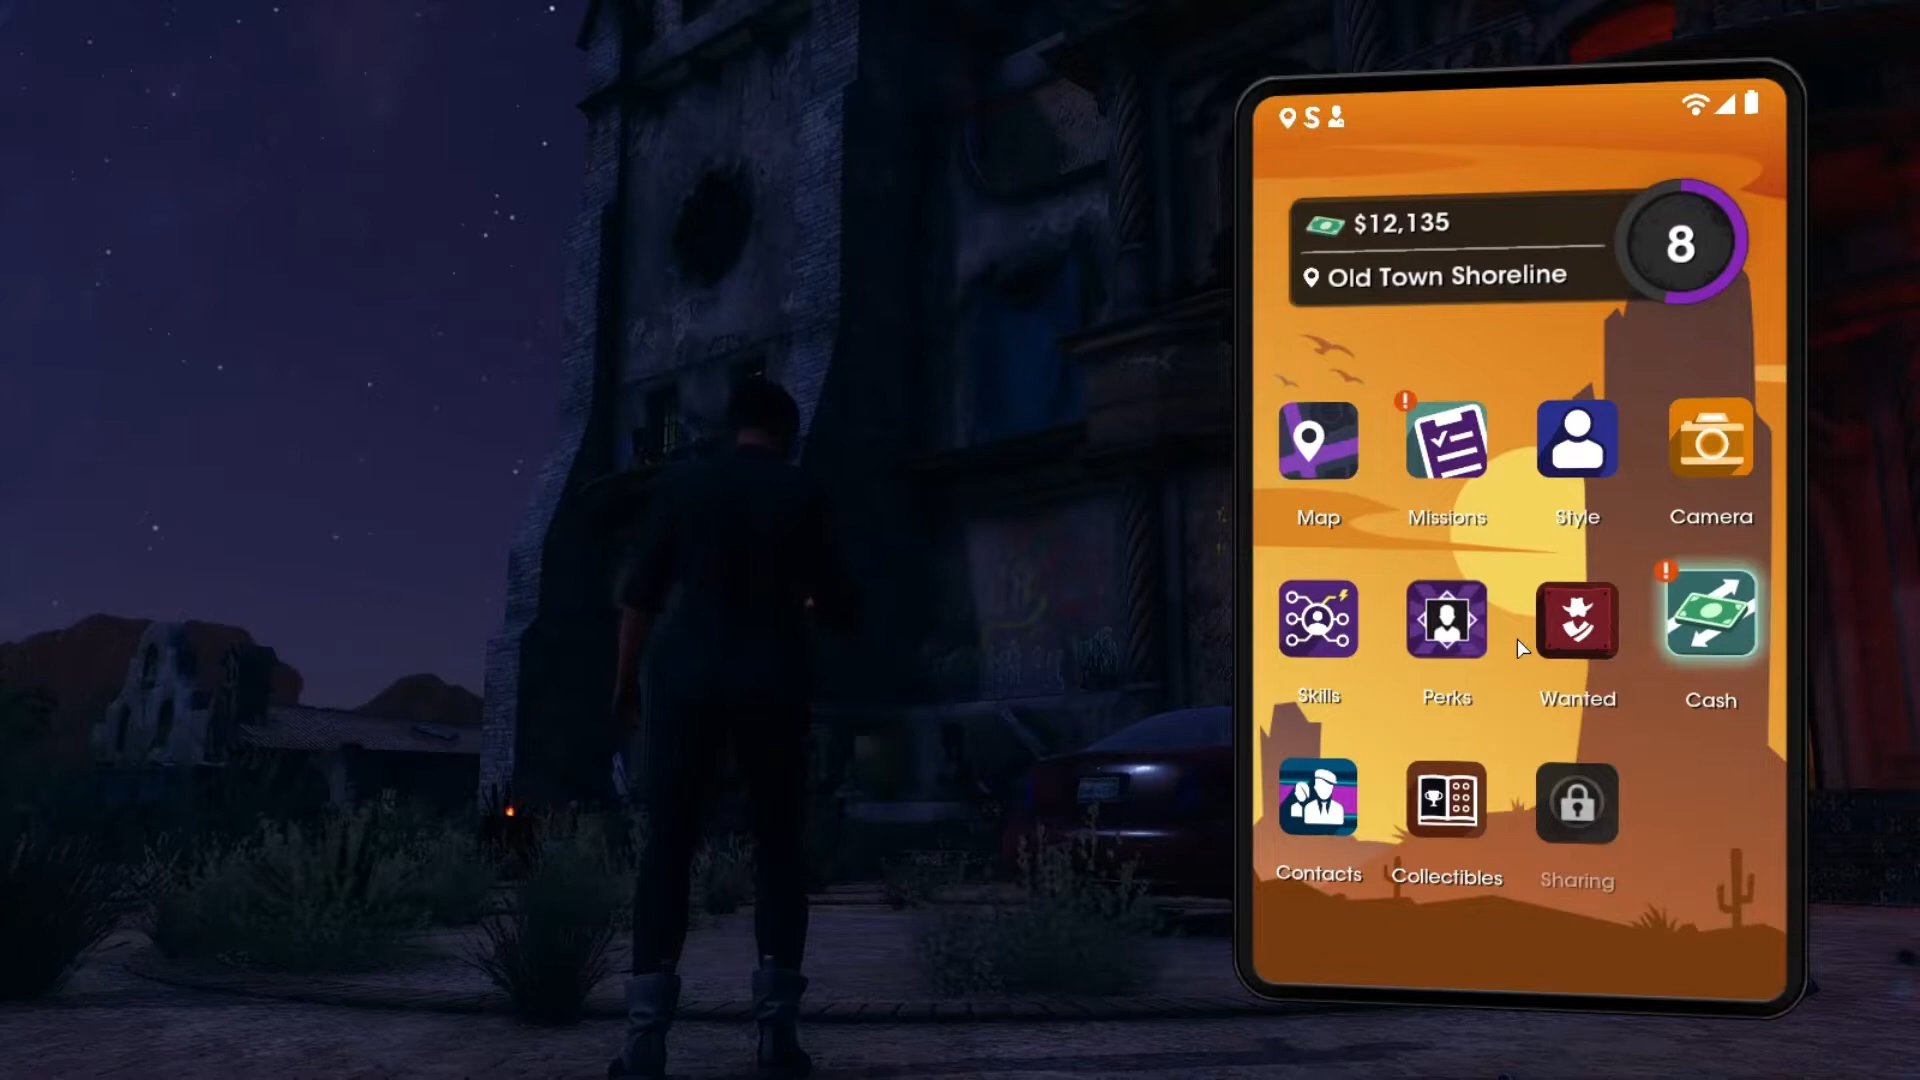 S
$12,135
8
Old Town Shoreline
Map
Missions
Style
Camera
Skills
Perks
Wanted
Cash
Contacts
Collectibles
Sharing